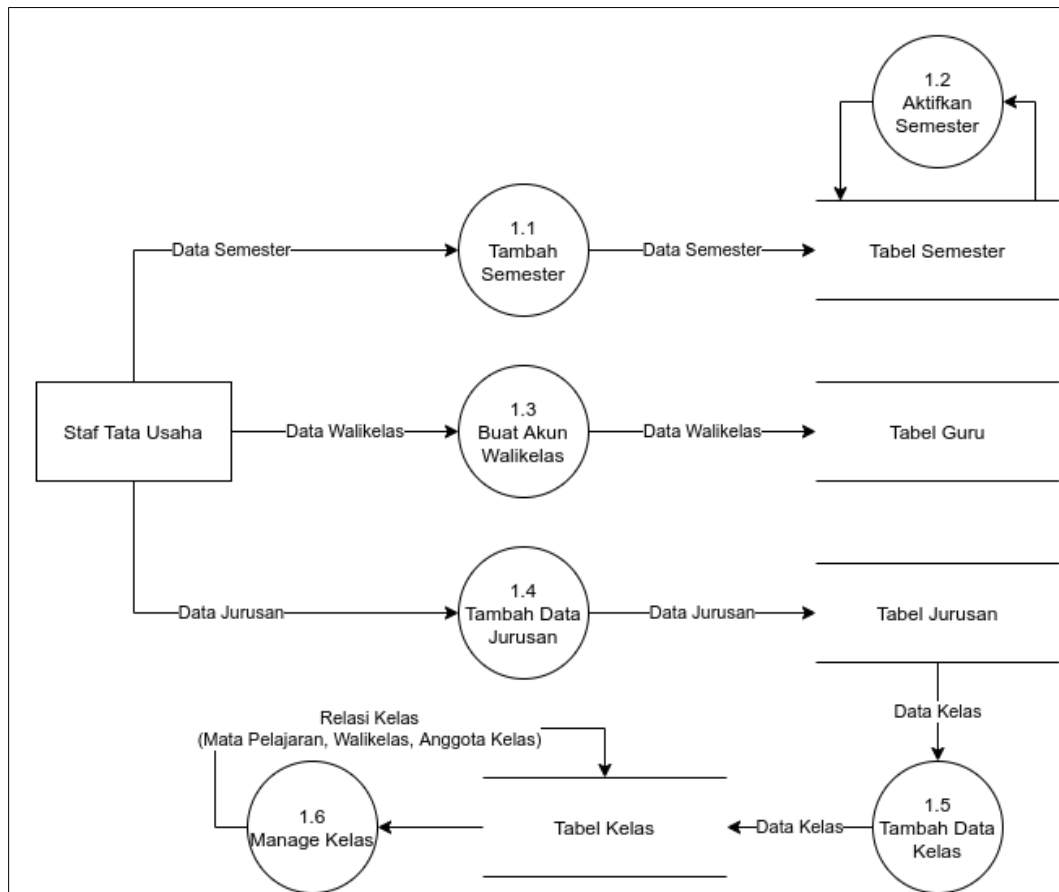 1.2
Aktifkan
Semester
Data Semester
1.1
Tambah
Semester
Data Semester
Tabel Semester
Staf Tata Usaha
Data Walikelas
1.3
Buat Akun
Walikelas
Data Walikelas
Tabel Guru
Data Jurusan
1.4
Tambah Data
Jurusan
Data Jurusan
Tabel Jurusan
Data Kelas
Relasi Kelas
(Mata Pelajaran, Walikelas, Anggota Kelas)
1.6
Manage Kelas
Tabel Kelas
Data Kelas
1.5
Tambah Data
Kelas